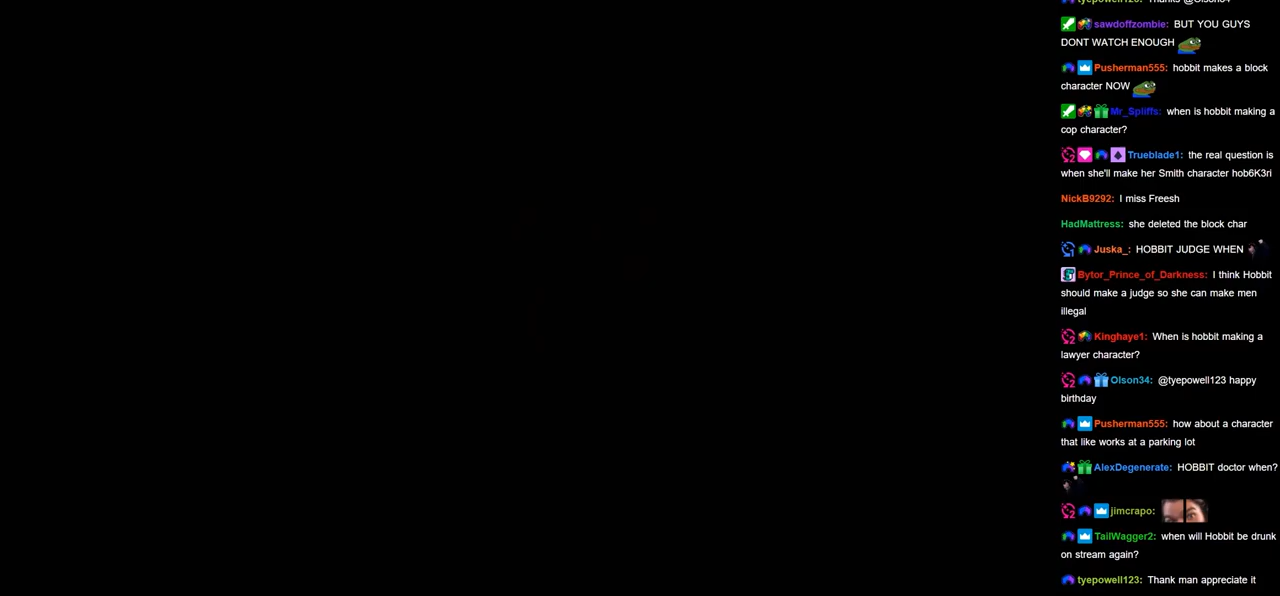 tyepowell123: Thanks @Olson34
sawdoffzombie: BUT YOU GUYS
DONT WATCH ENOUGH
Pusherman555: hobbit makes a block
character NOW
Mr_Spliffs: when is hobbit making a
cop character?
Trueblade1: the real question is
when she'll make her Smith character hob6K3ri
NickB9292: I miss Freesh
HadMattress: she deleted the block char
Juska_: HOBBIT JUDGE WHEN
Bytor_Prince_of_Darkness: I think Hobbit
should make a judge so she can make men
illegal
Kinghaye1: When is hobbit making a
lawyer character?
Olson34: @tyepowell123 happy
birthday
Pusherman555: how about a character
that like works at a parking lot
AlexDegenerate: HOBBIT doctor when?
jimcrapo:
TailWagger2: when will Hobbit be drunk
on stream again?
tyepowell123: Thank man appreciate it